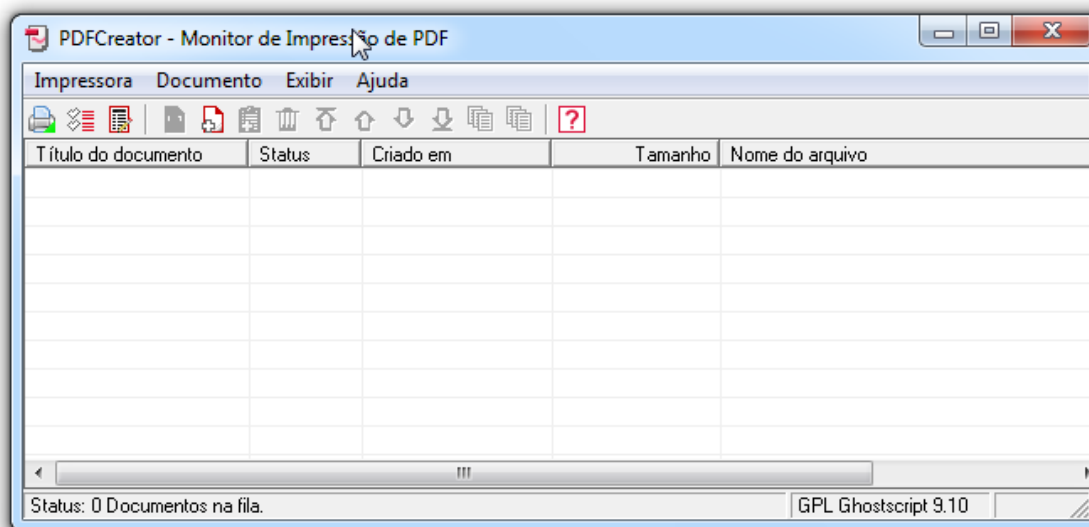 PDFCreator - Monitor de Impressão de PDF
Impressora Documento Exibir Ajuda
Título do documento Status Criado em Tamanho Nome do arquivo
Status: 0 Documentos na fila. GPL Ghostscript 9.10